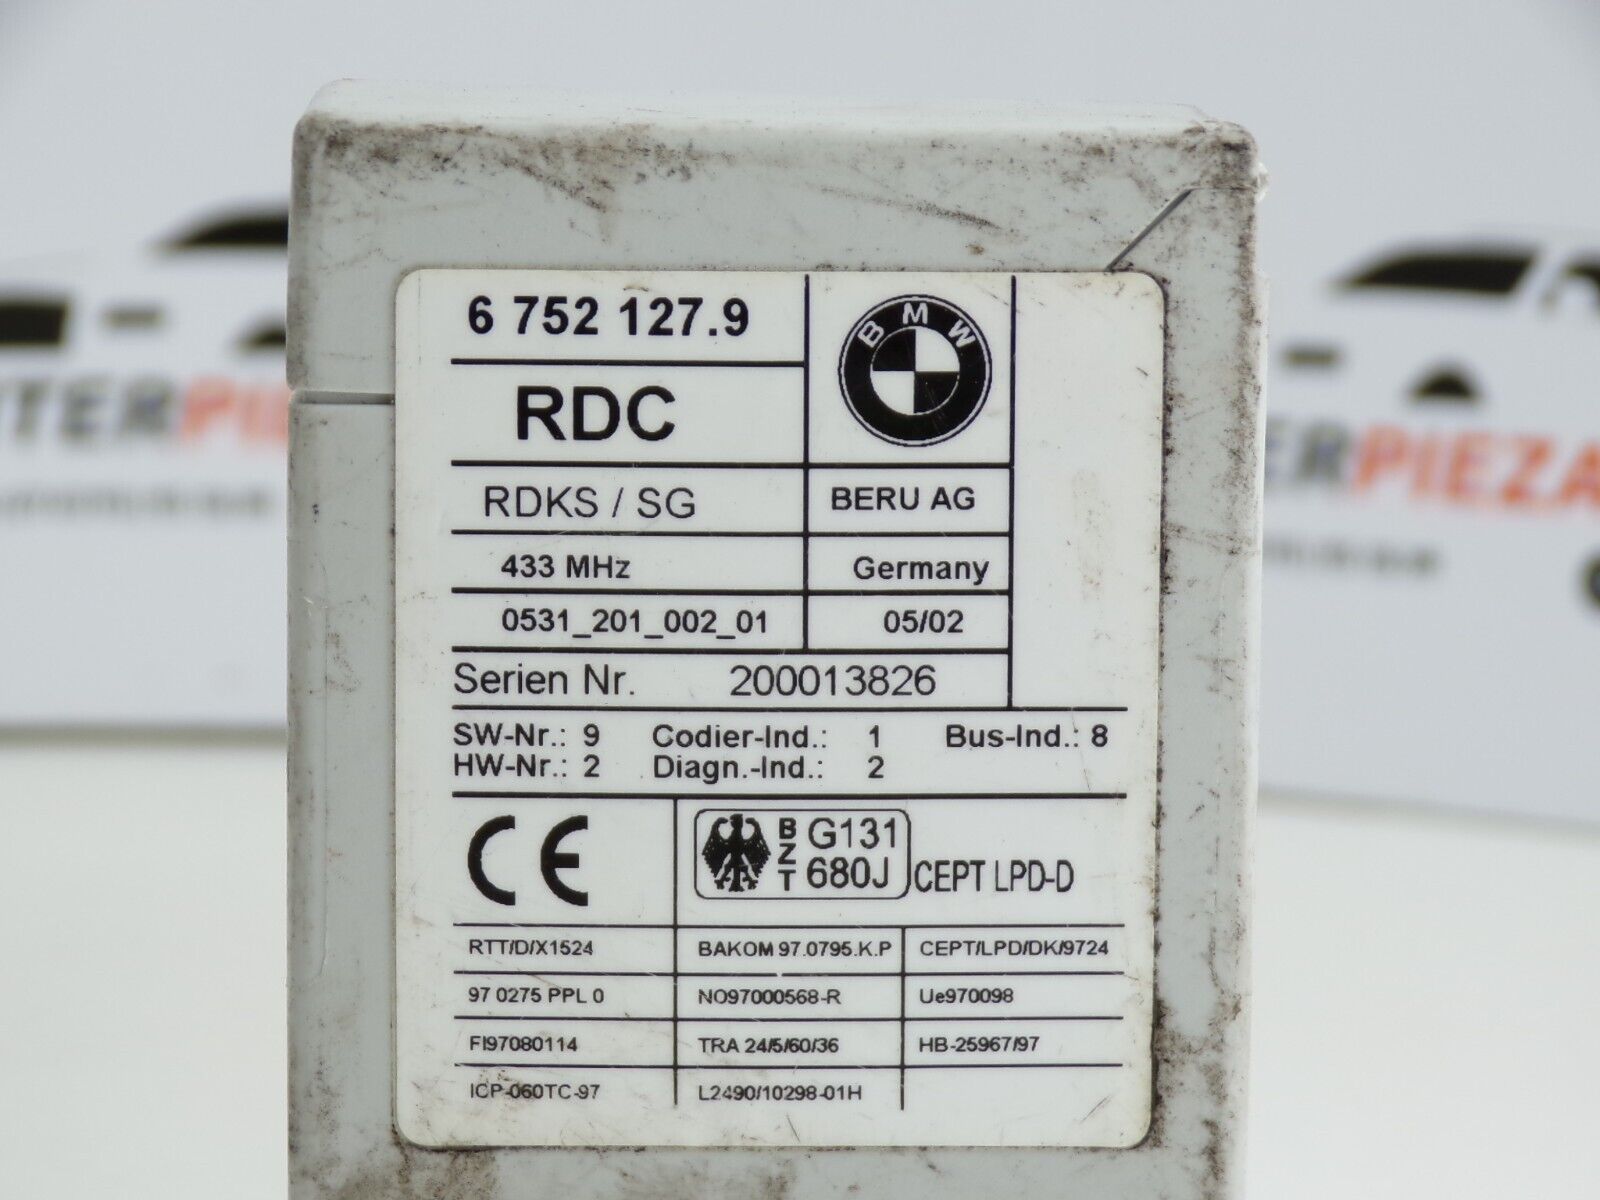 6 752 127.9
BMW
RDC
RDKS / SG
BERU AG
433 MHz
Germany
0531_201_002_01
05/02
Serien Nr. 200013826
SW-Nr.: 9 Codier-Ind.: 1 Bus-Ind.: 8
HW-Nr.: 2 Diagn.-Ind.: 2
CE
BZT G131 680J CEPT LPD-D
RTT/D/X1524 BAKOM 97.0795.K.P CEPT/LPD/DK/9724
97 0275 PPL 0 NO97000568-R Ue970098
FI97080114 TRA 24/5/60/36 HB-25967/97
ICP-060TC-97 L2490/10298-01H
TERPIE
TERPIEZA